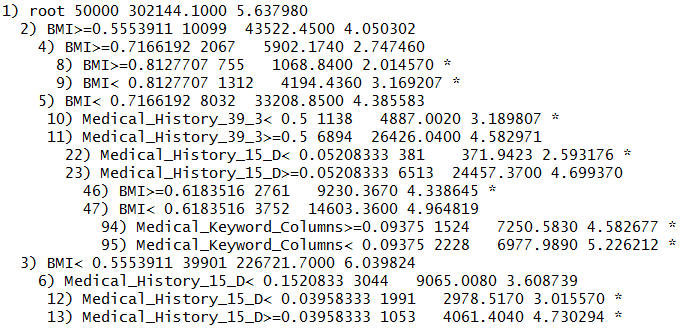 1) root 50000 302144.1000 5.637980
2) BMI>=0.5553911 10099 43522.4500 4.050302
4) BMI>=0.7166192 2067 5902.1740 2.747460
8) BMI>=0.8127707 755 1068.8400 2.014570 *
9) BMI< 0.8127707 1312 4194.4360 3.169207 *
5) BMI< 0.7166192 8032 33208.8500 4.385583
10) Medical_History_39_3< 0.5 1138 4887.0020 3.189807 *
11) Medical_History_39_3>=0.5 6894 26426.0400 4.582971
22) Medical_History_15_D< 0.05208333 381 371.9423 2.593176 *
23) Medical_History_15_D>=0.05208333 6513 24457.3700 4.699370
46) BMI>=0.6183516 2761 9230.3670 4.338645 *
47) BMI< 0.6183516 3752 14603.3600 4.964819
94) Medical_Keyword_Columns>=0.09375 1524 7250.5830 4.582677 *
95) Medical_Keyword_Columns< 0.09375 2228 6977.9890 5.226212 *
3) BMI< 0.5553911 39901 226721.7000 6.039824
6) Medical_History_15_D< 0.1520833 3044 9065.0080 3.608739
12) Medical_History_15_D< 0.03958333 1991 2978.5170 3.015570 *
13) Medical_History_15_D>=0.03958333 1053 4061.4040 4.730294 *